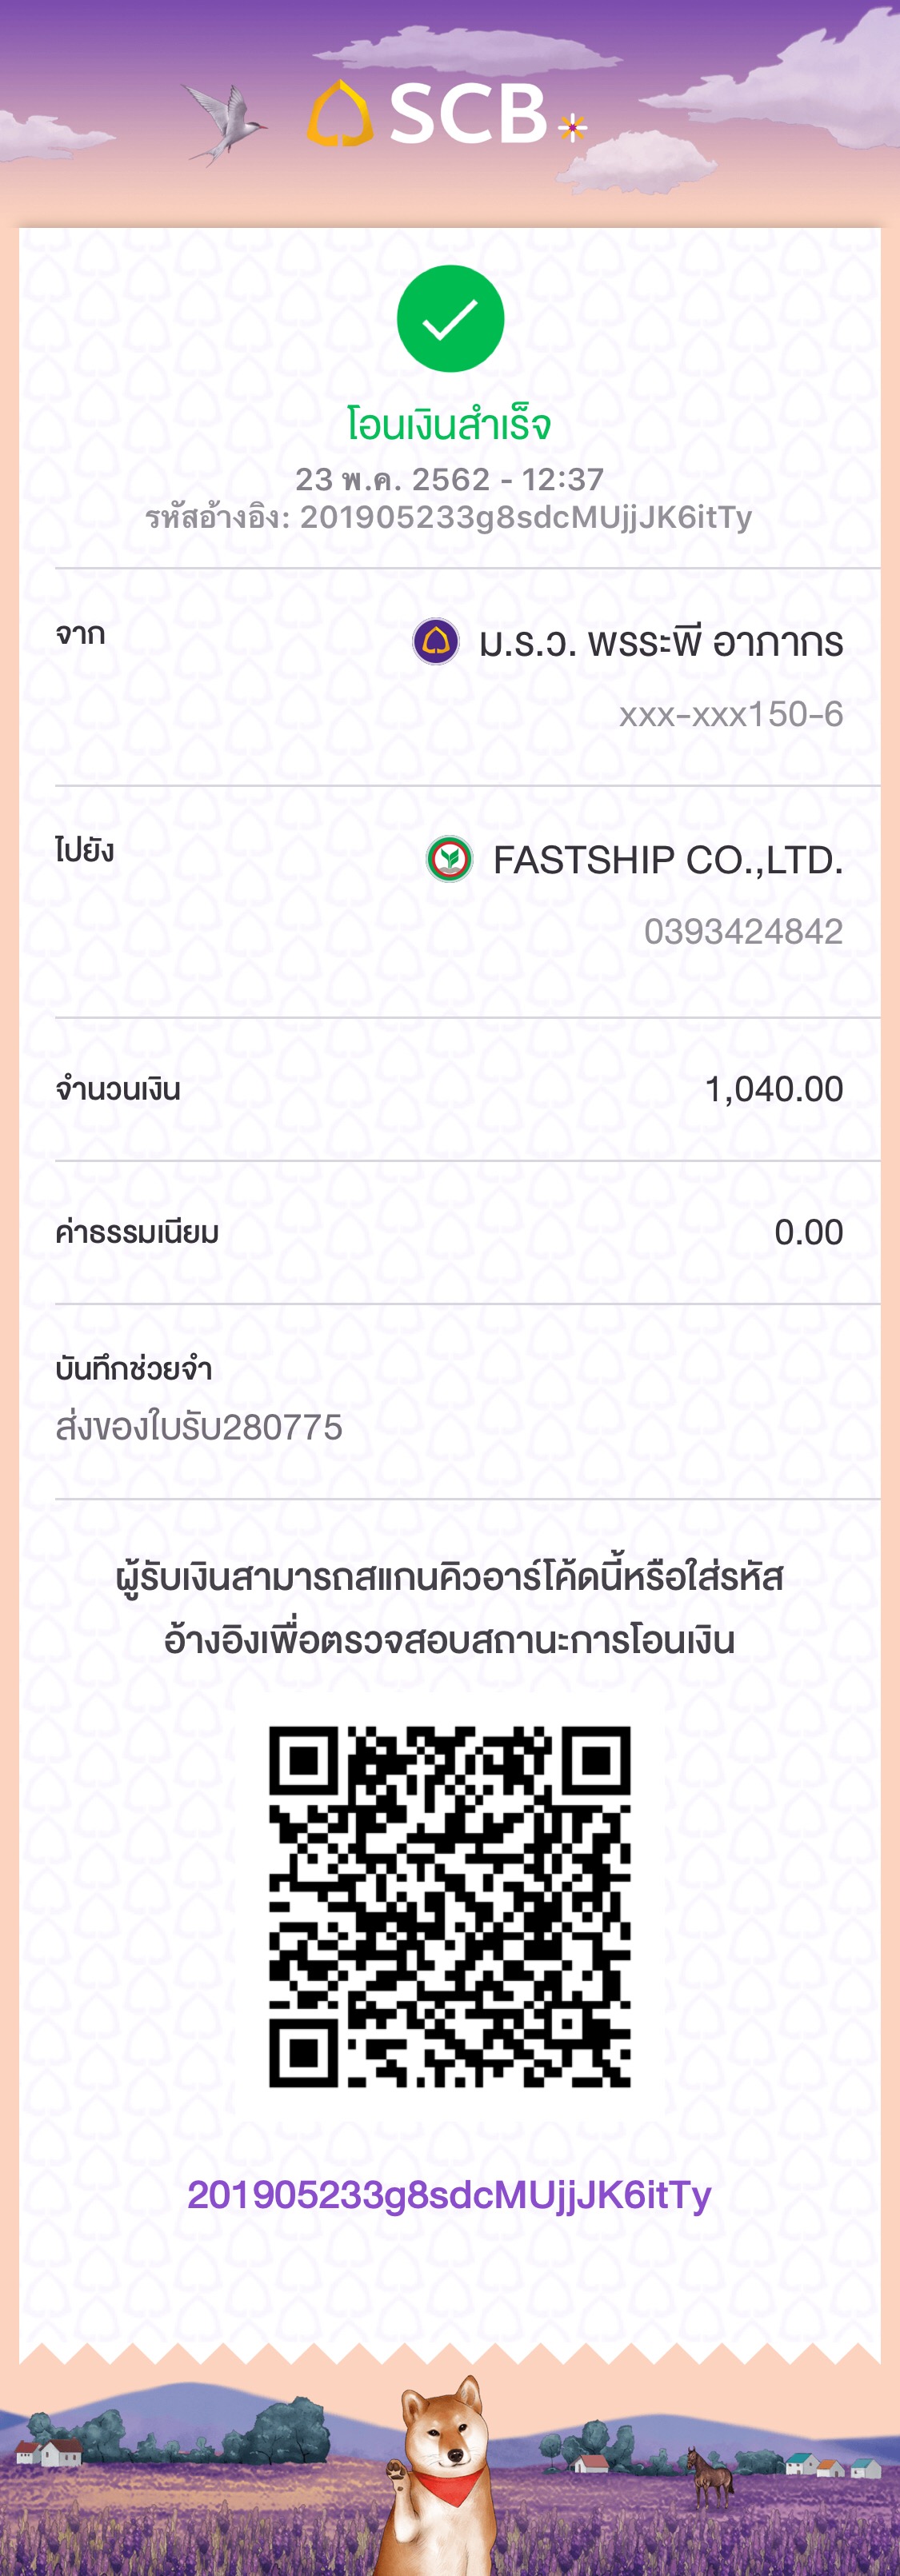 SCB
โอนเงินสำเร็จ
23 พ.ค. 2562 - 12:37
รหัสอ้างอิง: 201905233g8sdcMUjjJK6itTy
จาก
ม.ร.ว. พรระพี อาภากร
xxx-xxx150-6
ไปยัง
FASTSHIP CO.,LTD.
0393424842
จำนวนเงิน 1,040.00
ค่าธรรมเนียม 0.00
บันทึกช่วยจำ
ส่งของใบรับ280775
ผู้รับเงินสามารถสแกนคิวอาร์โค้ดนี้หรือใส่รหัส
อ้างอิงเพื่อตรวจสอบสถานะการโอนเงิน
201905233g8sdcMUjjJK6itTy